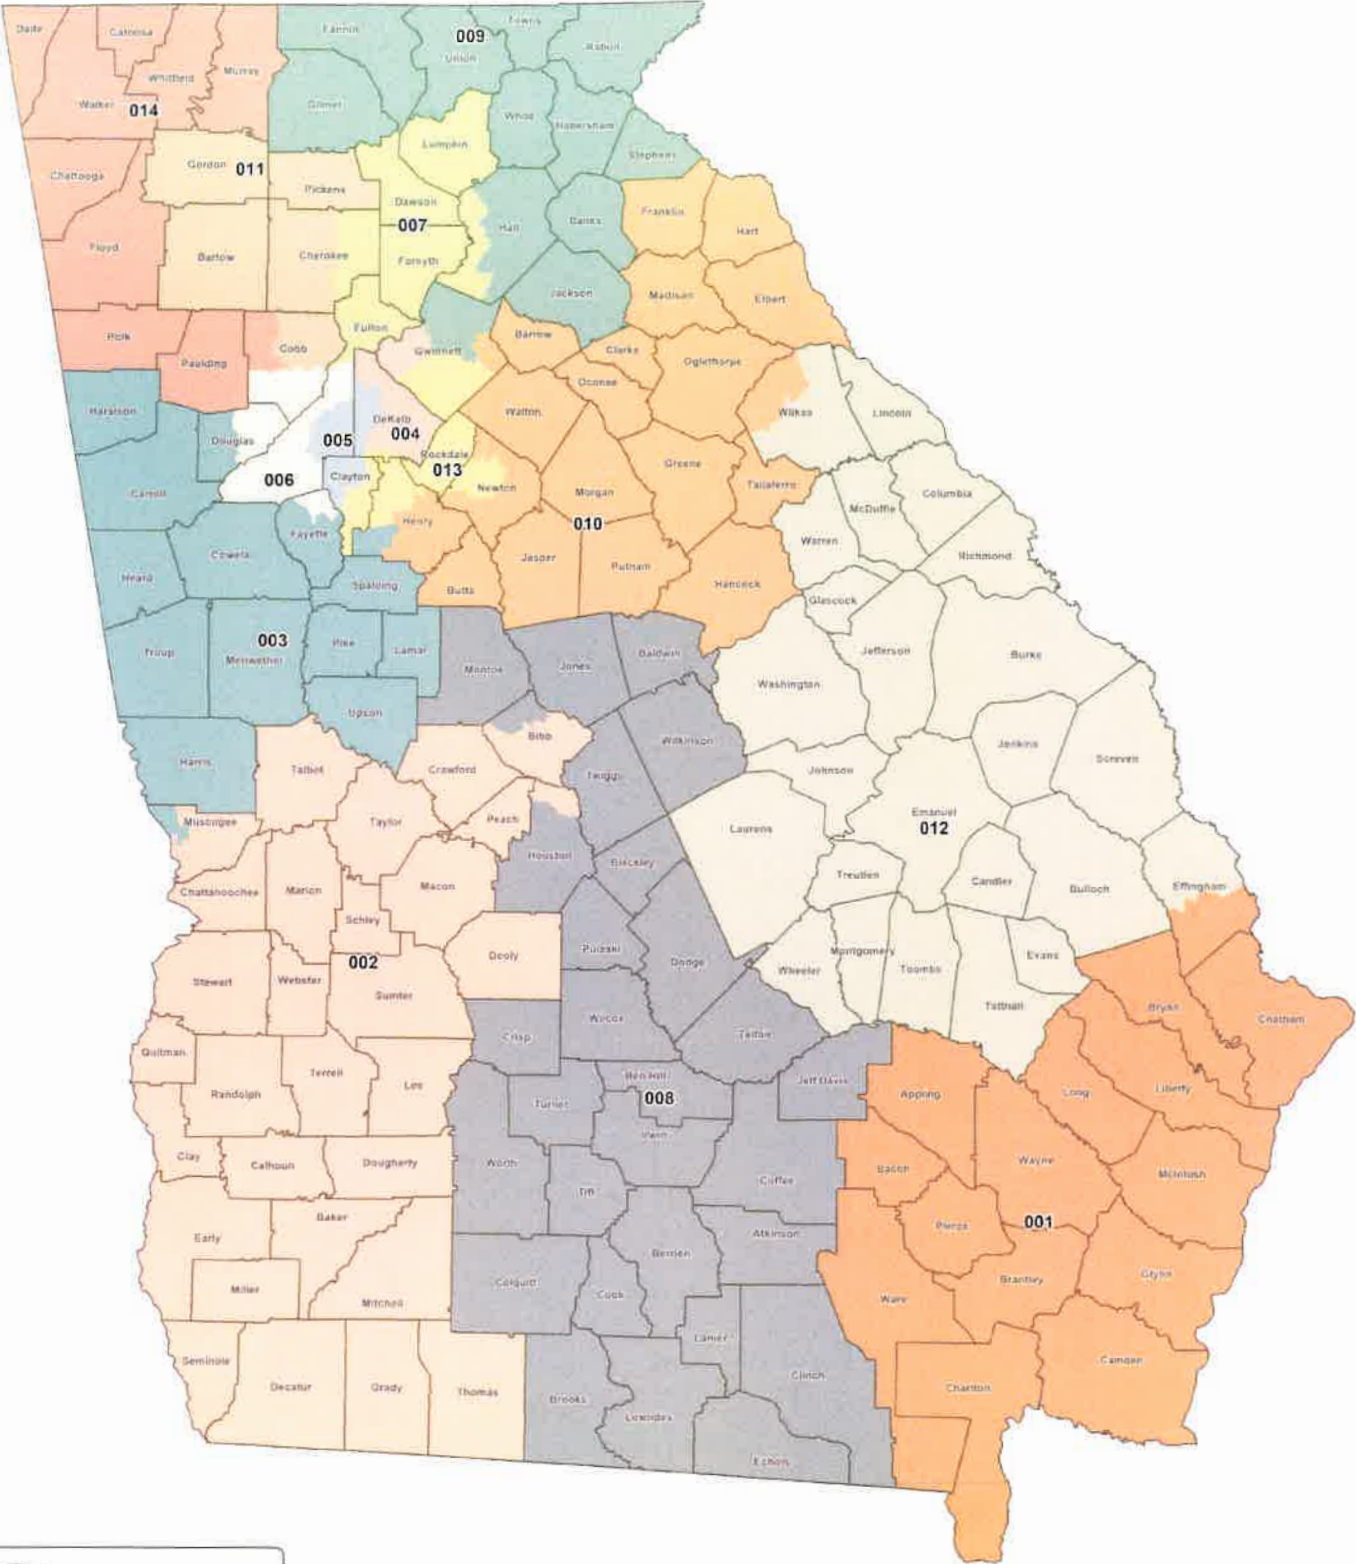 Dade
Catoosa
Fannin
009
Towns
Union
Rabun
Whitfield
Murray
Walker
014
Gilmer
White
Habersham
Lumpkin
Stephens
Gordon
011
Chattooga
Pickens
Dawson
007
Franklin
Hart
Hall
Banks
Floyd
Bartow
Cherokee
Forsyth
Jackson
Madison
Elbert
Polk
Fulton
Barrow
Paulding
Cobb
Gwinnett
Clarke
Oglethorpe
Oconee
Haralson
Douglas
DeKalb
005
004
Walton
Wilkes
Lincoln
Rockdale
013
006
Clayton
Newton
Greene
Taliaferro
Carroll
Morgan
Columbia
McDuffie
Henry
010
Fayette
Warren
Coweta
Jasper
Putnam
Richmond
Heard
Spalding
Butts
Hancock
Glascock
003
Pike
Lamar
Troup
Meriwether
Monroe
Jones
Baldwin
Jefferson
Burke
Washington
Upson
Harris
Talbot
Crawford
Bibb
Wilkinson
Jenkins
Screven
Twiggs
Johnson
Muscogee
Taylor
Peach
Laurens
Emanuel
012
Houston
Bleckley
Chattahoochee
Marion
Macon
Treutlen
Candler
Bulloch
Effingham
Schley
Dooly
Pulaski
Dodge
Montgomery
Evans
002
Stewart
Webster
Sumter
Wheeler
Toombs
Tattnall
Bryan
Chatham
Crisp
Wilcox
Telfair
Quitman
Terrell
Lee
Ben Hill
Jeff Davis
Randolph
Turner
008
Appling
Long
Liberty
Irwin
Clay
Calhoun
Dougherty
Worth
Tift
Coffee
Bacon
Wayne
McIntosh
Baker
Early
Berrien
Atkinson
Pierce
001
Miller
Mitchell
Colquitt
Cook
Ware
Brantley
Glynn
Lanier
Seminole
Decatur
Grady
Thomas
Brooks
Lowndes
Clinch
Charlton
Camden
Echols